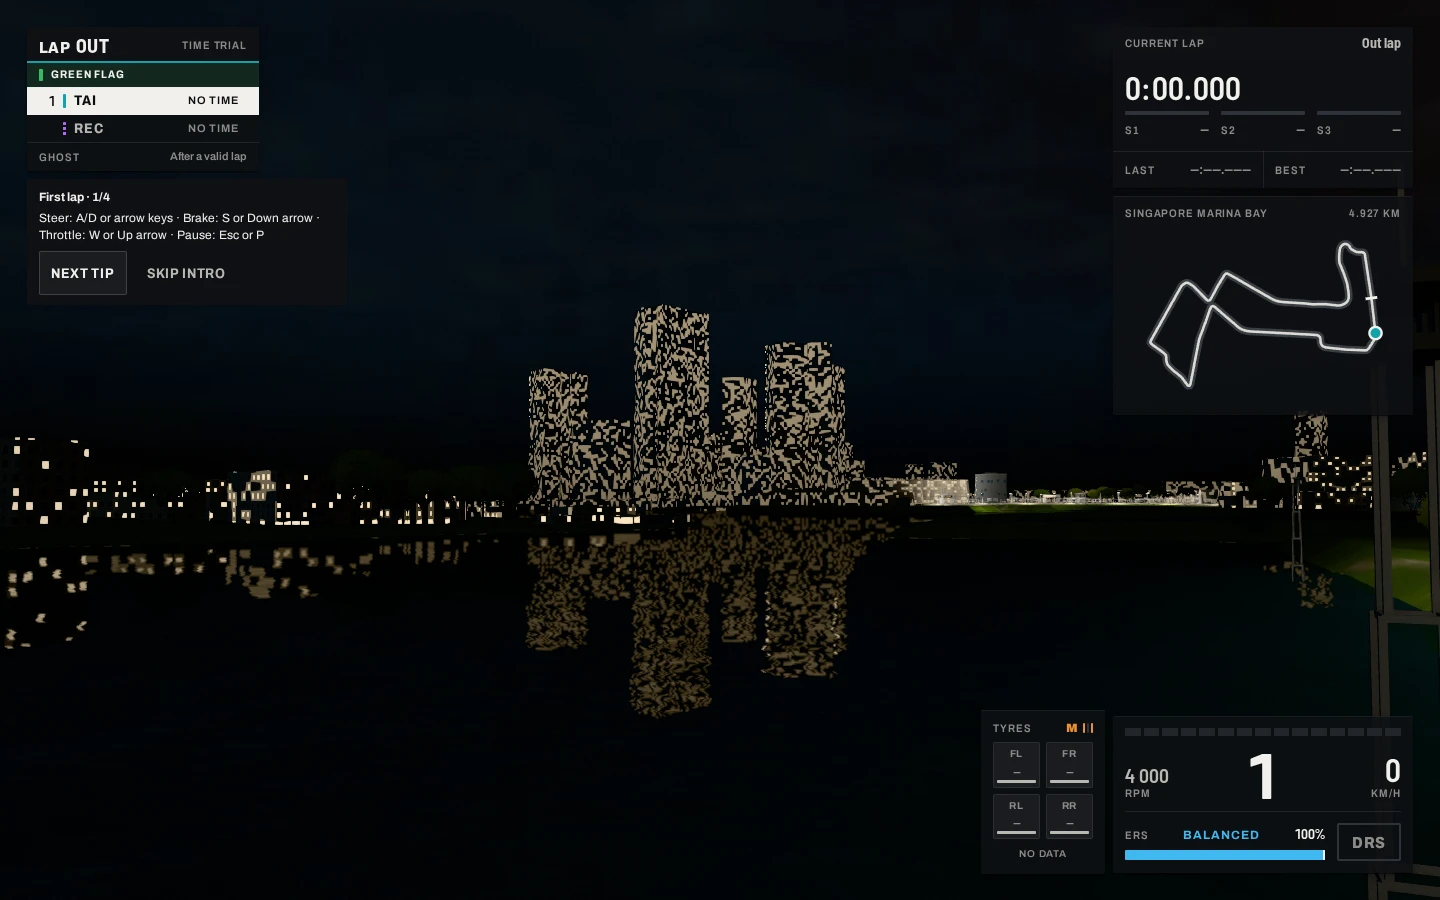 LAP OUT TIME TRIAL
GREEN FLAG
1 TAI NO TIME
REC NO TIME
GHOST After a valid lap
First lap · 1/4
Steer: A/D or arrow keys · Brake: S or Down arrow ·
Throttle: W or Up arrow · Pause: Esc or P
NEXT TIP SKIP INTRO
CURRENT LAP Out lap
0:00.000
S1 – S2 – S3 –
LAST –:––.––– BEST –:––.–––
SINGAPORE MARINA BAY 4.927 KM
TYRES M
FL FR
– –
RL RR
– –
NO DATA
4 000 1 0
RPM KM/H
ERS BALANCED 100% DRS